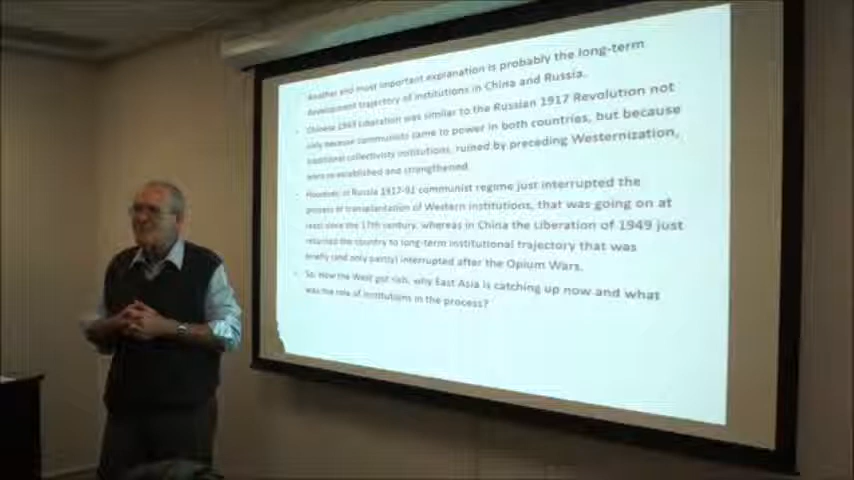 Another and most important explanation is probably the long-term
development trajectory of institutions in China and Russia.
Chinese 1949 Liberation was similar to the Russian 1917 Revolution not
only because communists came to power in both countries, but because
traditional collectivist institutions, ruined by preceding Westernization,
were re-established and strengthened.
However, in Russia 1917-91 communist regime just interrupted the
process of transplantation of Western institutions, that was going on at
least since the 17th century, whereas in China the Liberation of 1949 just
returned the country to long-term institutional trajectory that was
briefly (and only partly) interrupted after the Opium Wars.
So, How the West got rich, why East Asia is catching up now and what
was the role of institutions in the process?